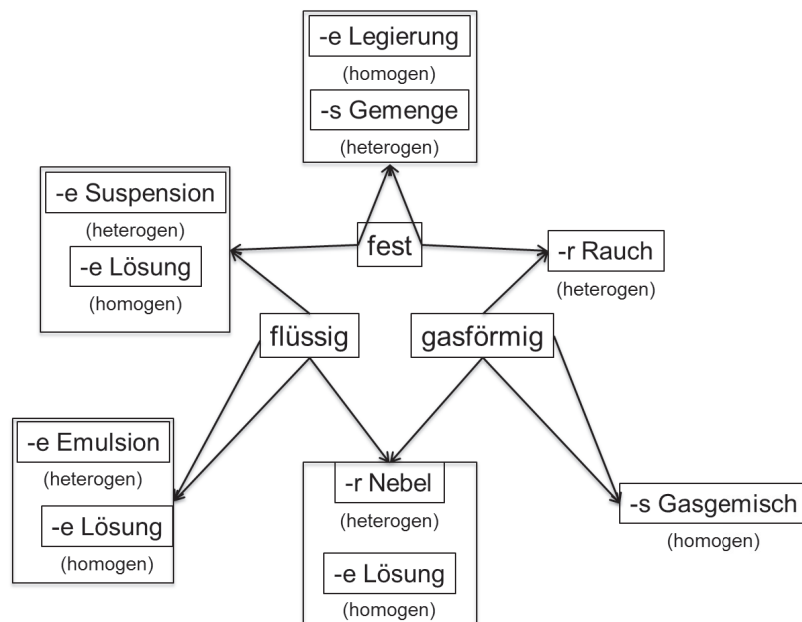 -e Legierung
(homogen)
-s Gemenge
(heterogen)
-e Suspension
(heterogen)
-e Lösung
(homogen)
fest
-r Rauch
(heterogen)
flüssig
gasförmig
-e Emulsion
(heterogen)
-e Lösung
(homogen)
-r Nebel
(heterogen)
-e Lösung
(homogen)
-s Gasgemisch
(homogen)